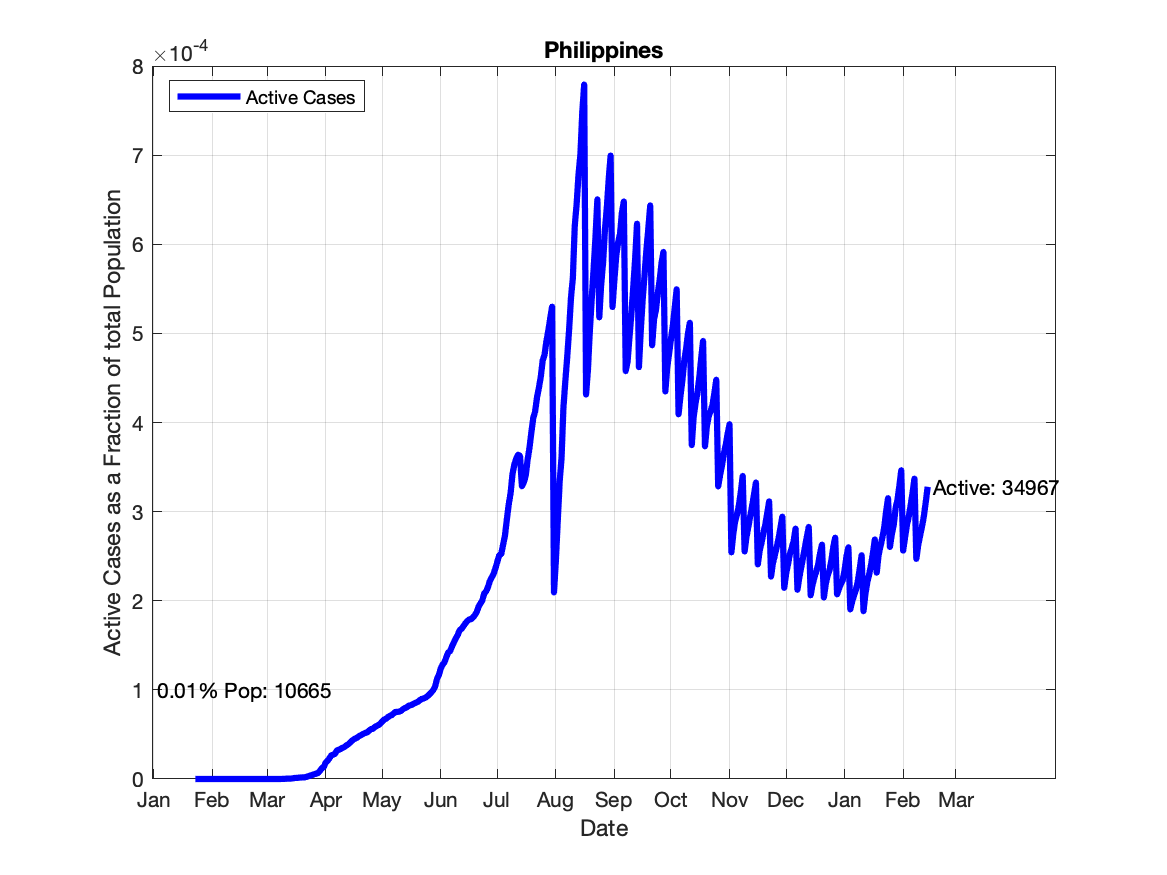 Philippines
×10-4
Active Cases
Active Cases as a Fraction of total Population
8
7
6
5
4
3
2
1
0
0.01% Pop: 10665
Active: 34967
Jan Feb Mar Apr May Jun Jul Aug Sep Oct Nov Dec Jan Feb Mar
Date